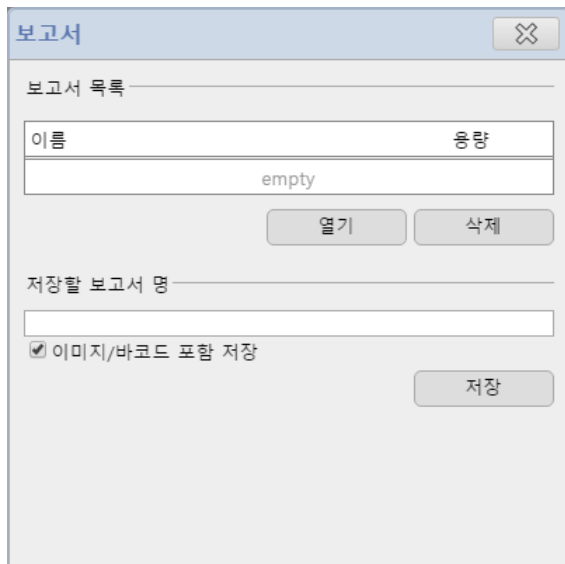 보고서
보고서 목록
이름 용량
empty
열기 삭제
저장할 보고서 명
이미지/바코드 포함 저장
저장